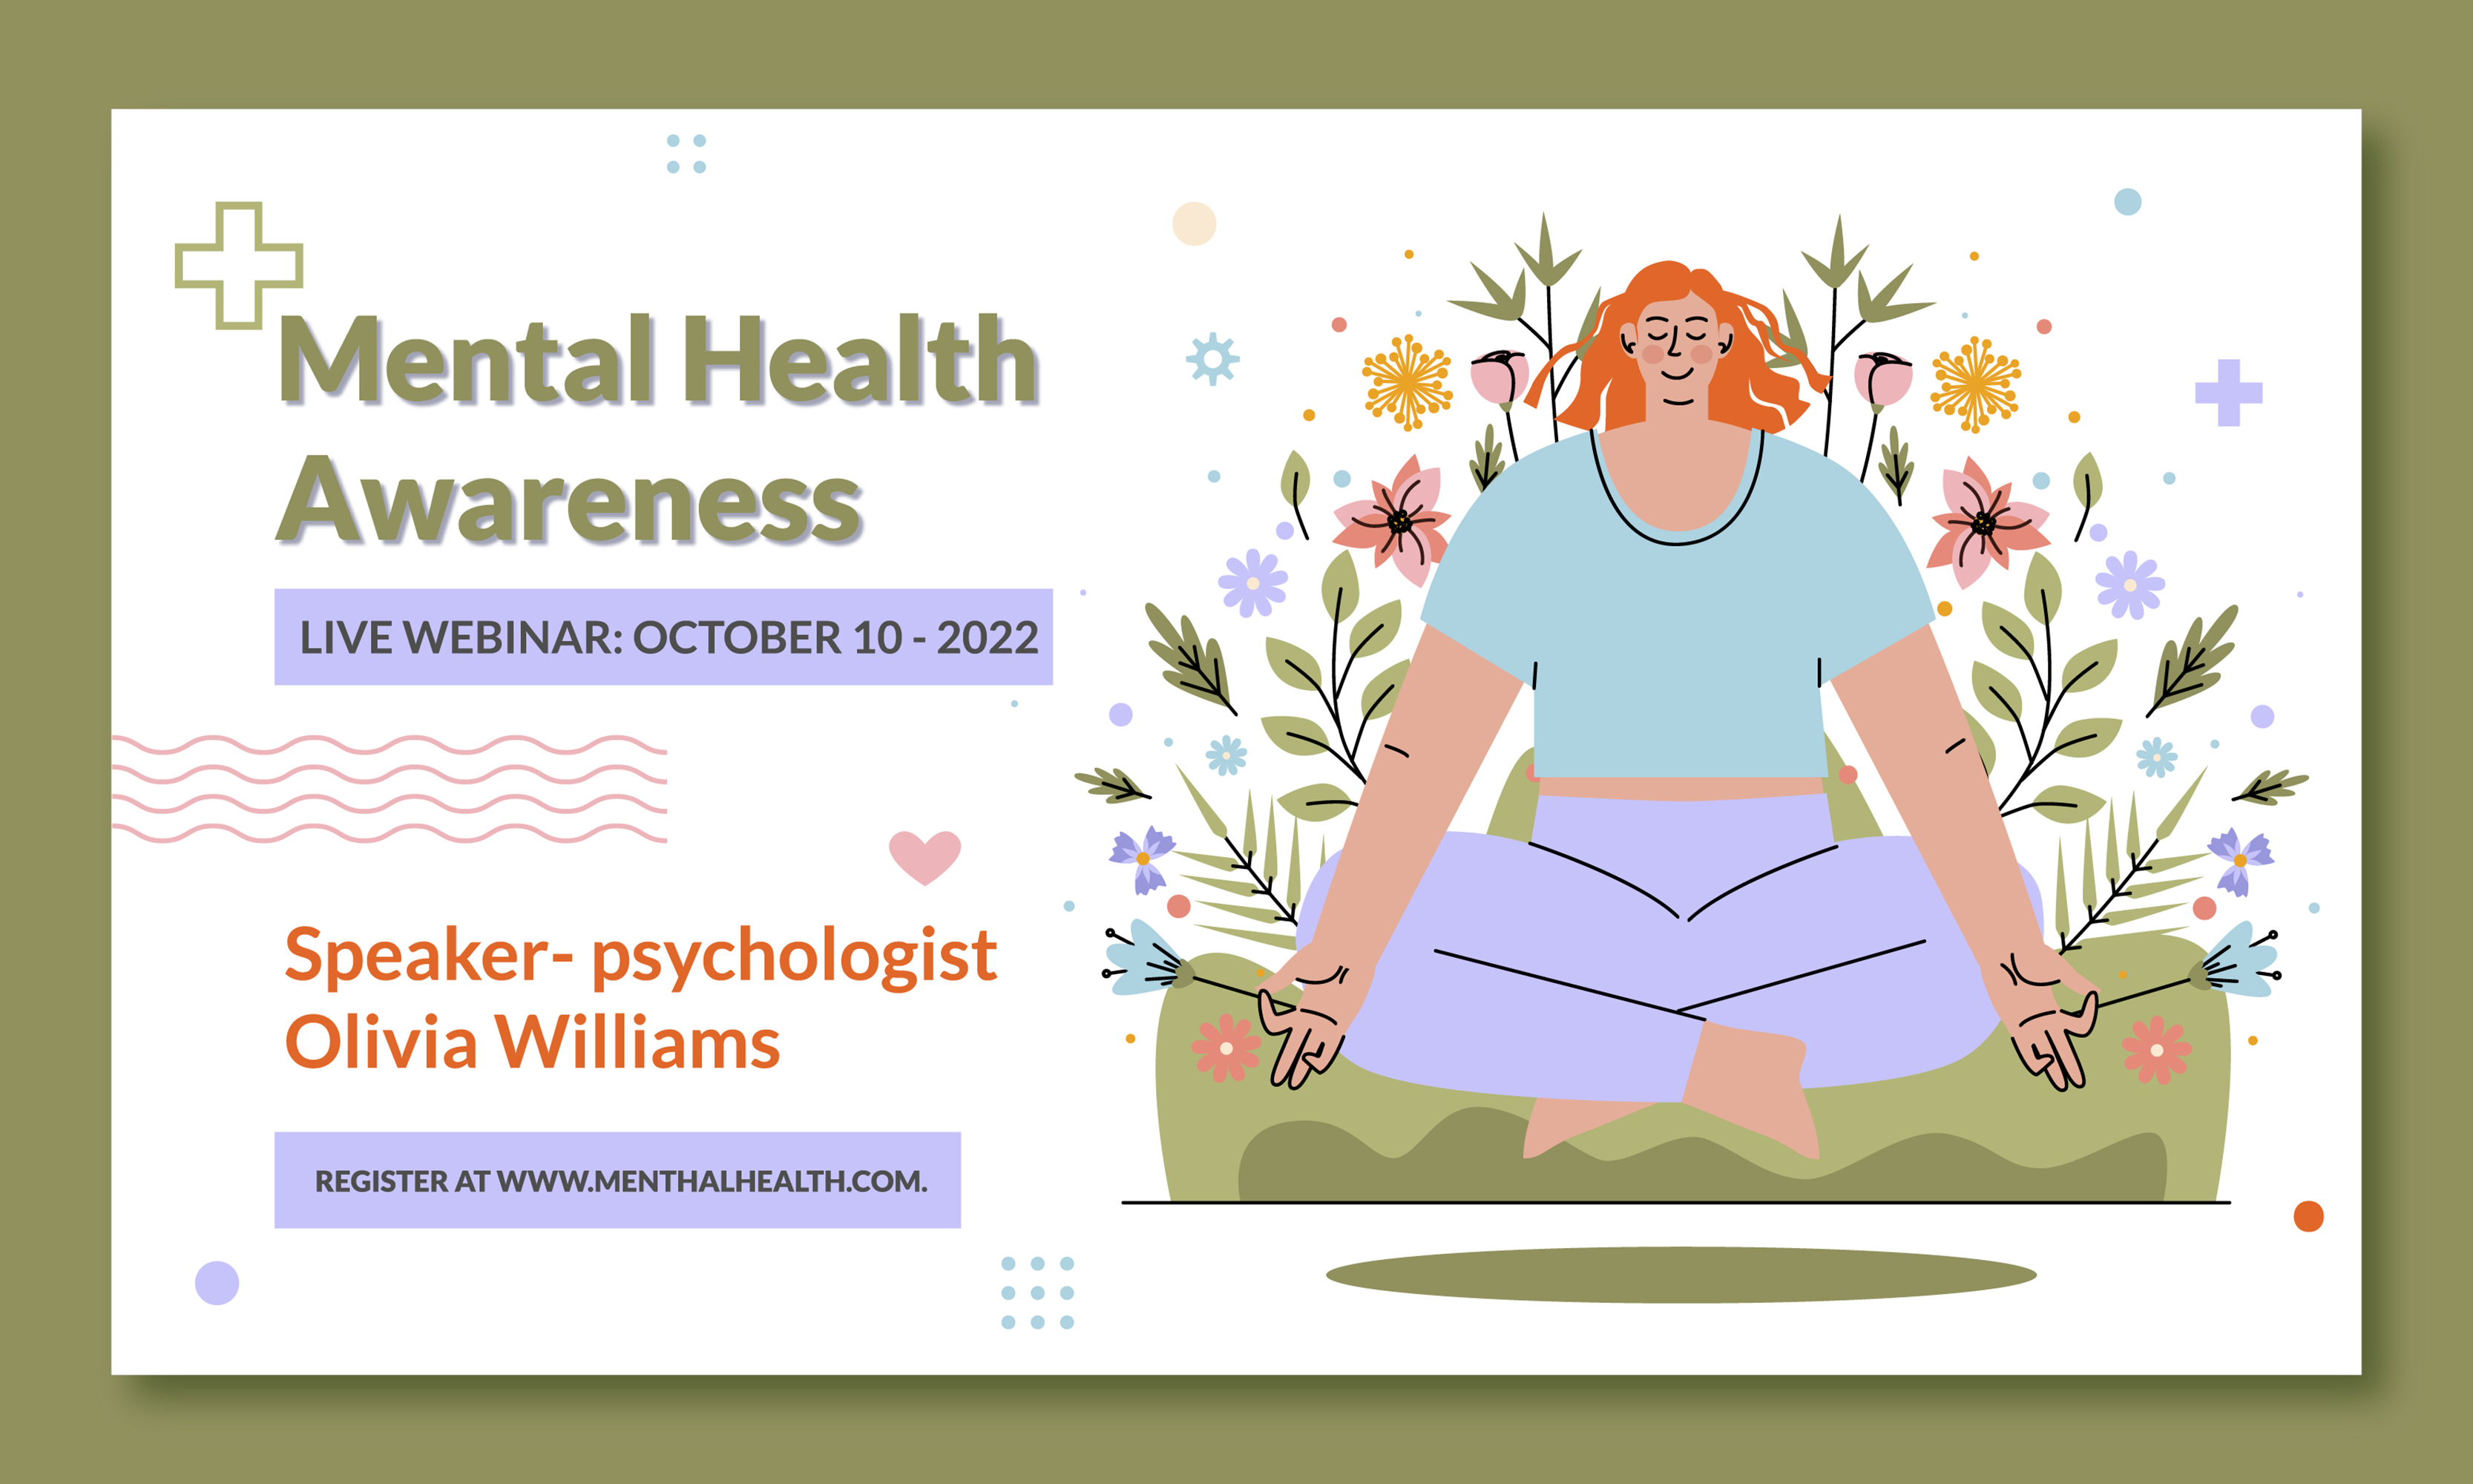 Mental Health
Awareness
LIVE WEBINAR: OCTOBER 10 - 2022
Speaker- psychologist
Olivia Williams
REGISTER AT WWW.MENTHALHEALTH.COM.